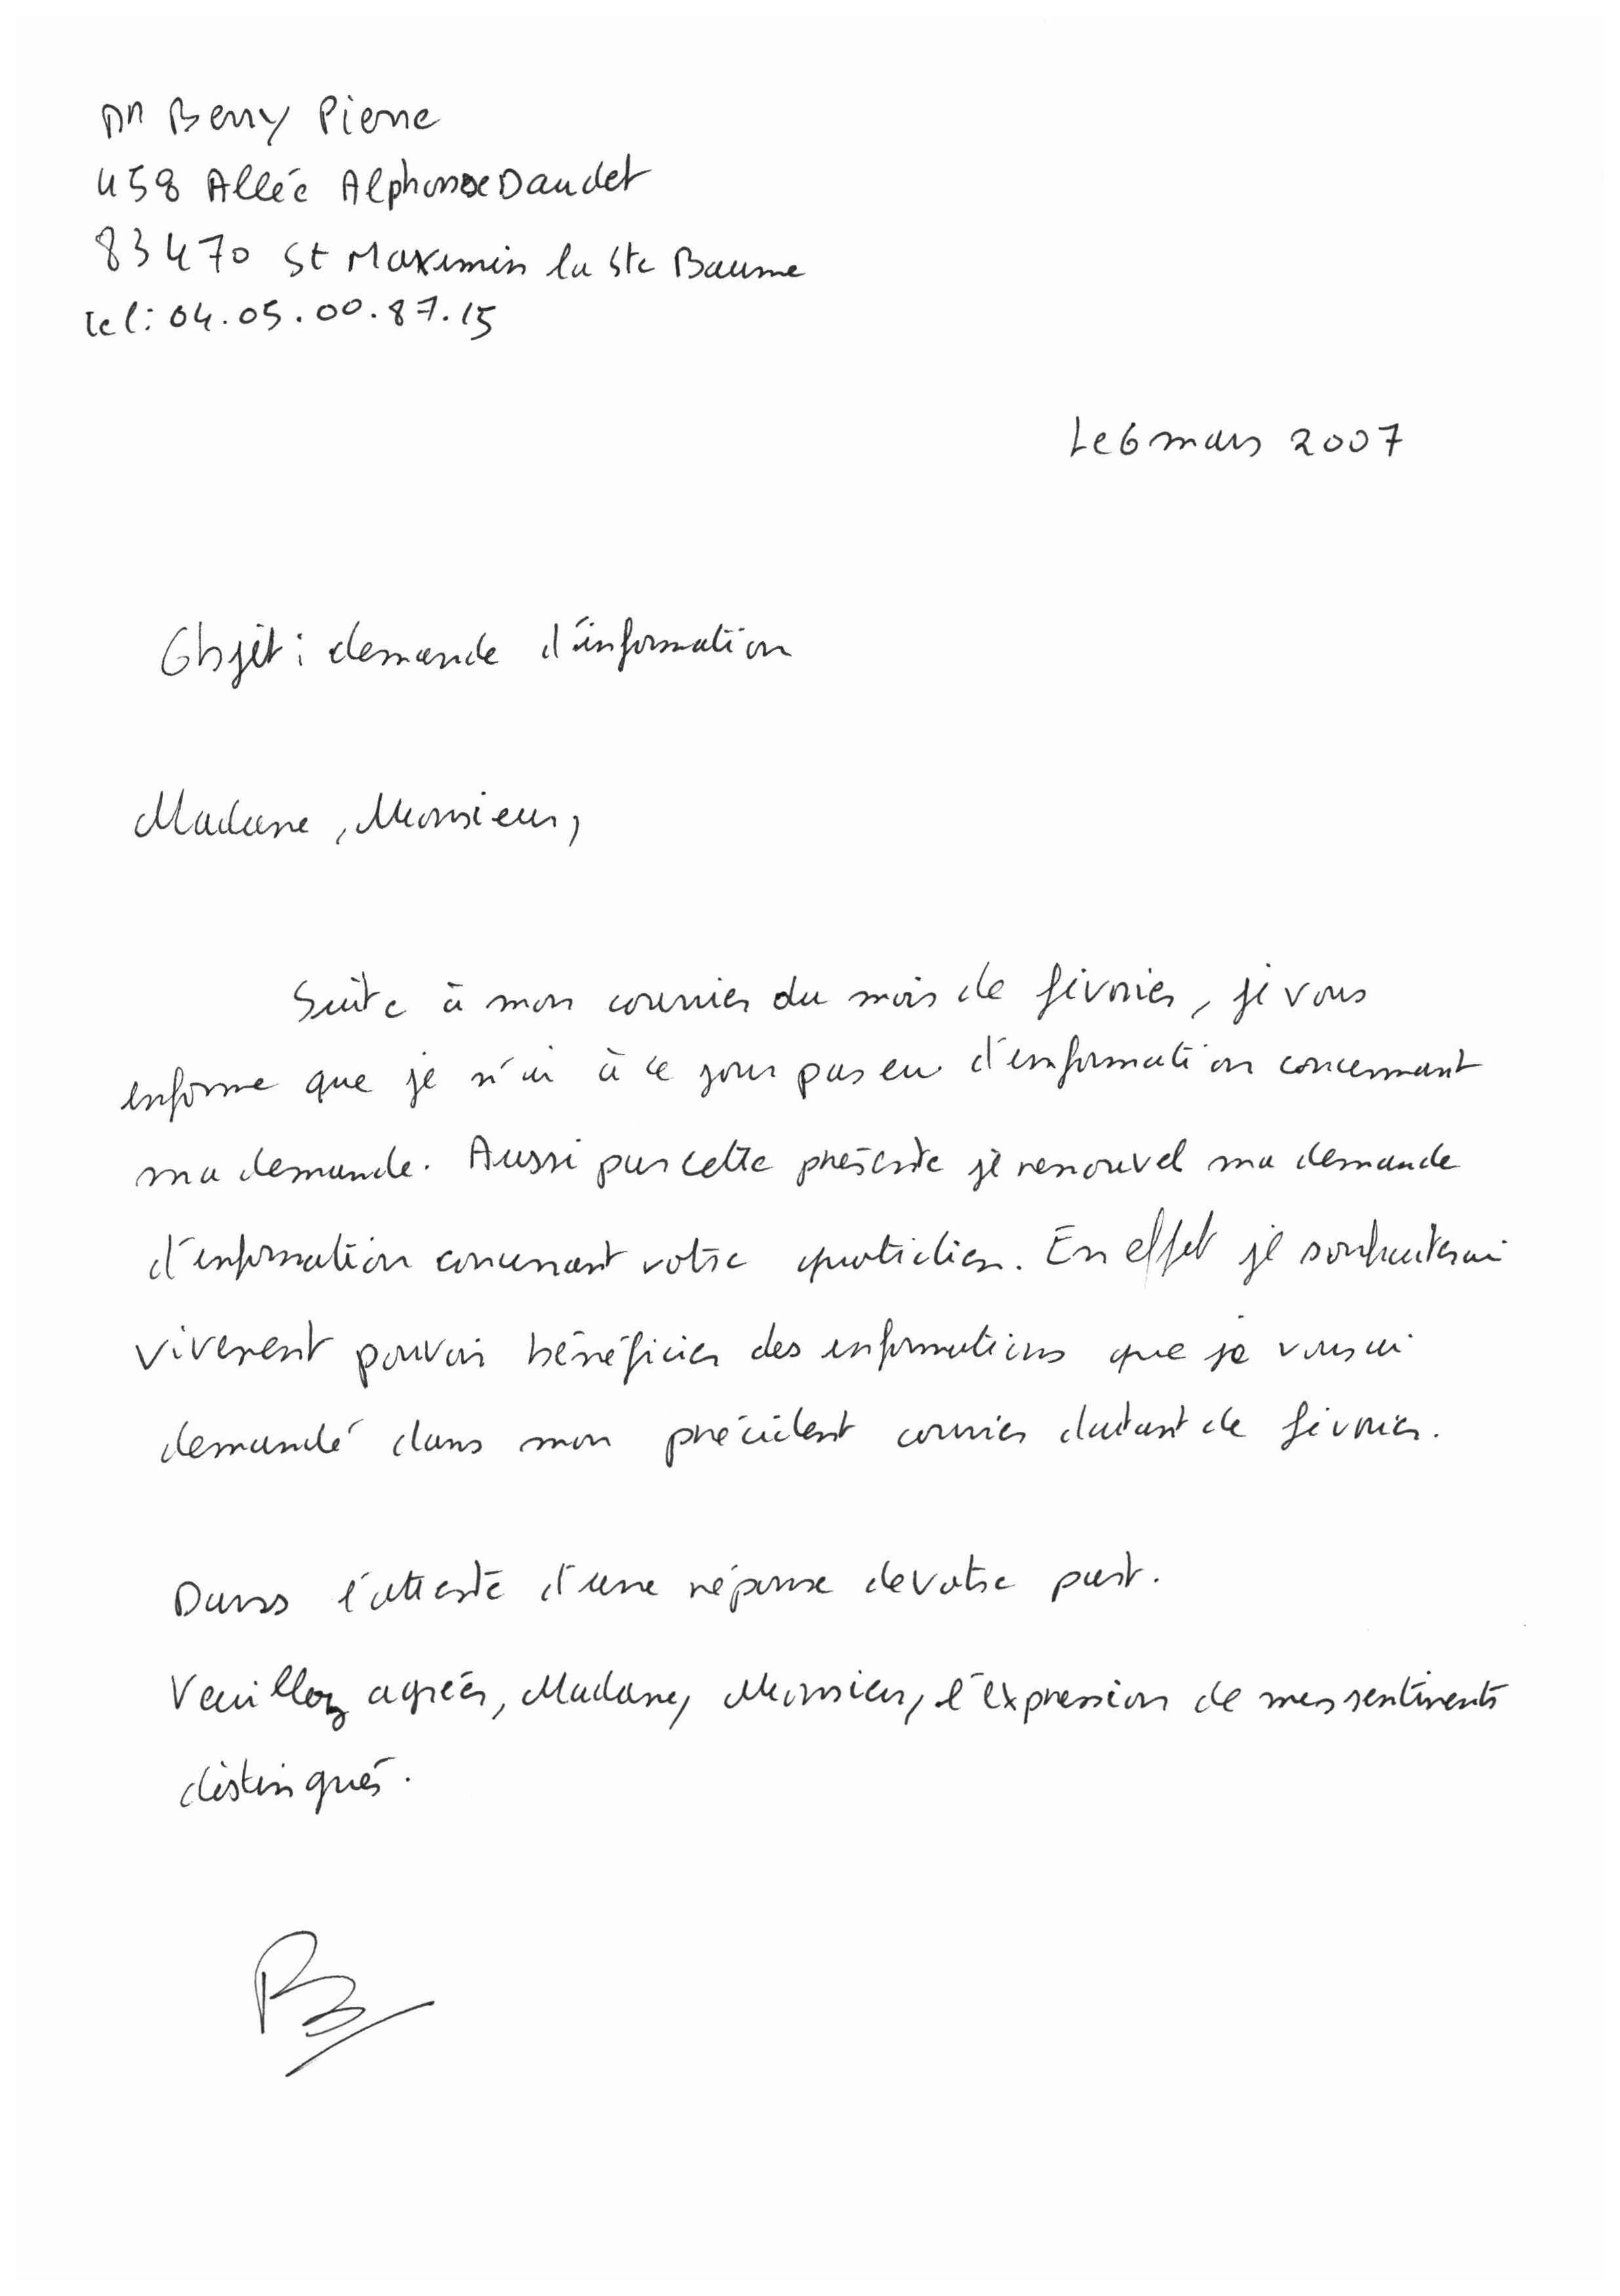 Dr Berry Pierre
458 Allée Alphonse Daudet
83470 St Maximin la Ste Baume
Tel: 04.05.00.87.15
Le 6 mars 2007
Objet : demande d'information
Madame, Monsieur,
Suite à mon courrier du mois de février, je vous
informe que je n'ai à ce jour pas eu d'information concernant
ma demande. Aussi par cette présente je renouvel ma demande
d'information concernant votre quotidien. En effet je souhaiterai
vivement pouvoir bénéficier des informations que je vous ai
demandé dans mon précédent courrier datant de février.
Dans l'attente d'une réponse de votre part.
Veuillez agréer, Madame, Monsieur, l'expression de mes sentiments
distingués.